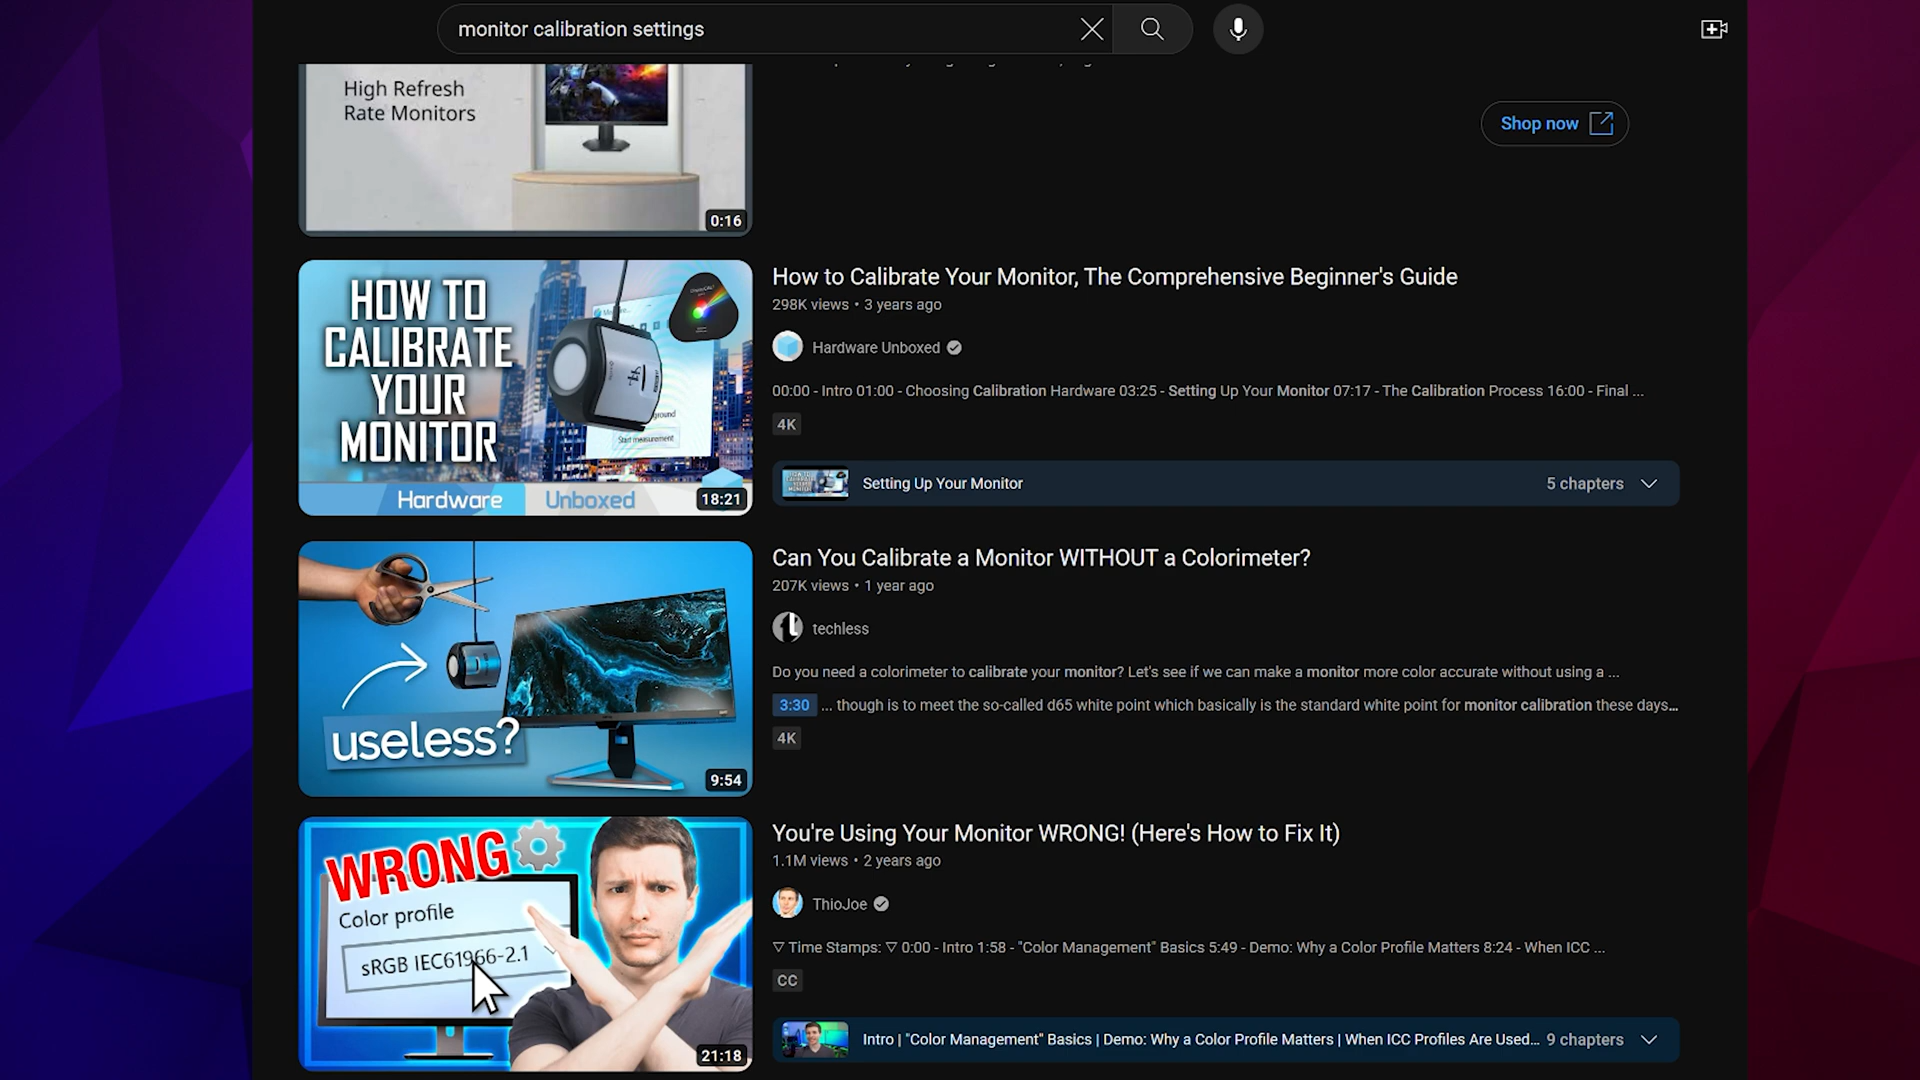 monitor calibration settings
High Refresh
Rate Monitors
0:16
Shop now
HOW TO
CALIBRATE
YOUR
MONITOR
Start measurement
Hardware Unboxed
18:21
How to Calibrate Your Monitor, The Comprehensive Beginner's Guide
298K views • 3 years ago
Hardware Unboxed
00:00 - Intro 01:00 - Choosing Calibration Hardware 03:25 - Setting Up Your Monitor 07:17 - The Calibration Process 16:00 - Final ...
4K
Setting Up Your Monitor
5 chapters
useless?
9:54
Can You Calibrate a Monitor WITHOUT a Colorimeter?
207K views • 1 year ago
techless
Do you need a colorimeter to calibrate your monitor? Let's see if we can make a monitor more color accurate without using a ...
3:30 ... though is to meet the so-called d65 white point which basically is the standard white point for monitor calibration these days...
4K
WRONG
Color profile
sRGB IEC61966-2.1
21:18
You're Using Your Monitor WRONG! (Here's How to Fix It)
1.1M views • 2 years ago
ThioJoe
▽ Time Stamps: ▽ 0:00 - Intro 1:58 - "Color Management" Basics 5:49 - Demo: Why a Color Profile Matters 8:24 - When ICC ...
CC
Intro | "Color Management" Basics | Demo: Why a Color Profile Matters | When ICC Profiles Are Used...
9 chapters